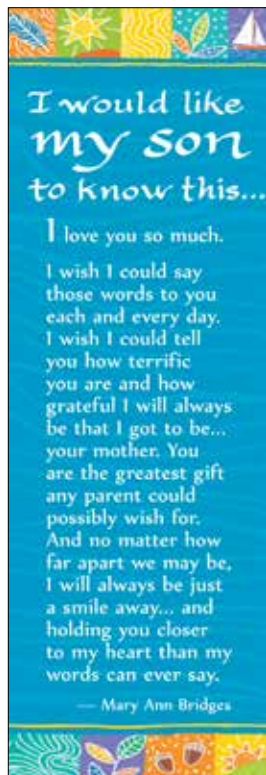 I would like
my son
to know this...
I love you so much.
I wish I could say
those words to you
each and every day.
I wish I could tell
you how terrific
you are and how
grateful I will always
be that I got to be...
your mother. You
are the greatest gift
any parent could
possibly wish for.
And no matter how
far apart we may be,
I will always be just
a smile away... and
holding you closer
to my heart than my
words can ever say.
— Mary Ann Bridges